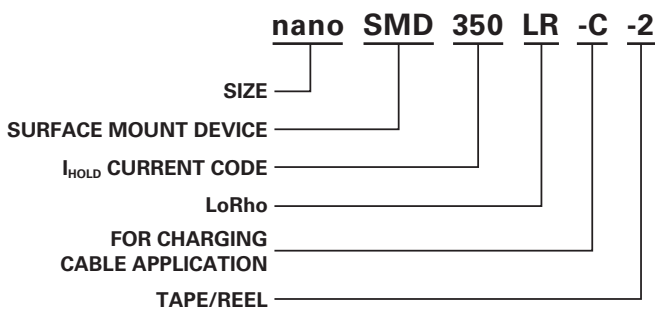 nano SMD 350 LR -C -2
SIZE
SURFACE MOUNT DEVICE
IHOLD CURRENT CODE
LoRho
FOR CHARGING
CABLE APPLICATION
TAPE/REEL